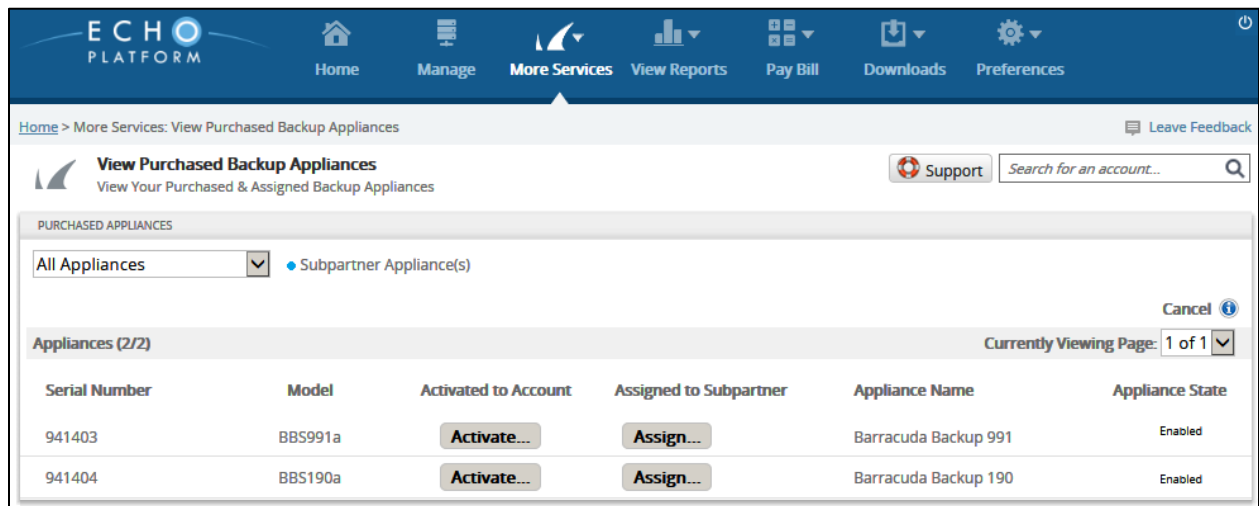 ECHO
PLATFORM
Home Manage More Services View Reports Pay Bill Downloads Preferences
Home > More Services: View Purchased Backup Appliances Leave Feedback
View Purchased Backup Appliances
View Your Purchased & Assigned Backup Appliances
Support Search for an account...
PURCHASED APPLIANCES
All Appliances Subpartner Appliance(s)
Cancel
Appliances (2/2) Currently Viewing Page: 1 of 1
Serial Number Model Activated to Account Assigned to Subpartner Appliance Name Appliance State
941403 BBS991a Activate... Assign... Barracuda Backup 991 Enabled
941404 BBS190a Activate... Assign... Barracuda Backup 190 Enabled